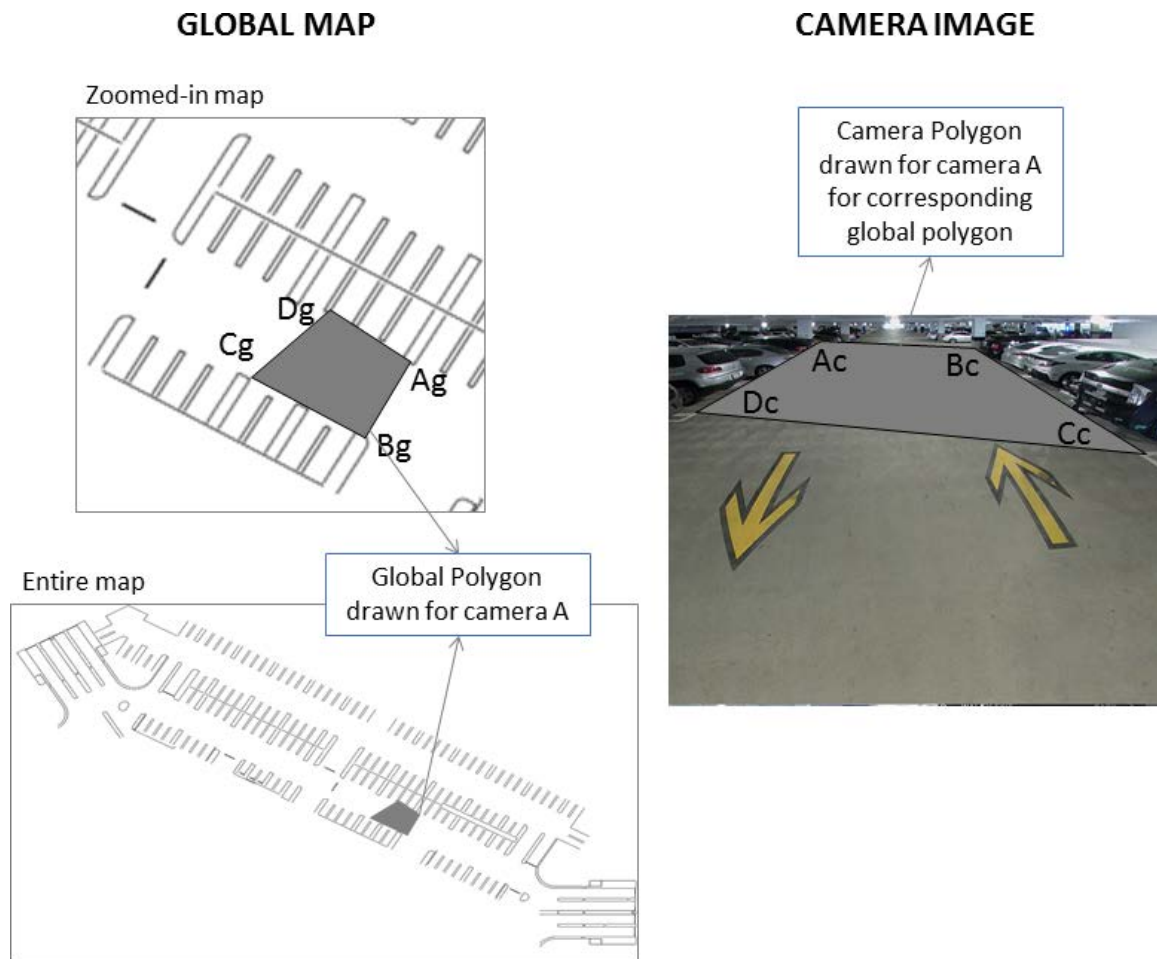 GLOBAL MAP
Zoomed-in map
Dg
Cg
Ag
Bg
Entire map
Global Polygon
drawn for camera A
CAMERA IMAGE
Camera Polygon
drawn for camera A
for corresponding
global polygon
Ac
Bc
Dc
Cc